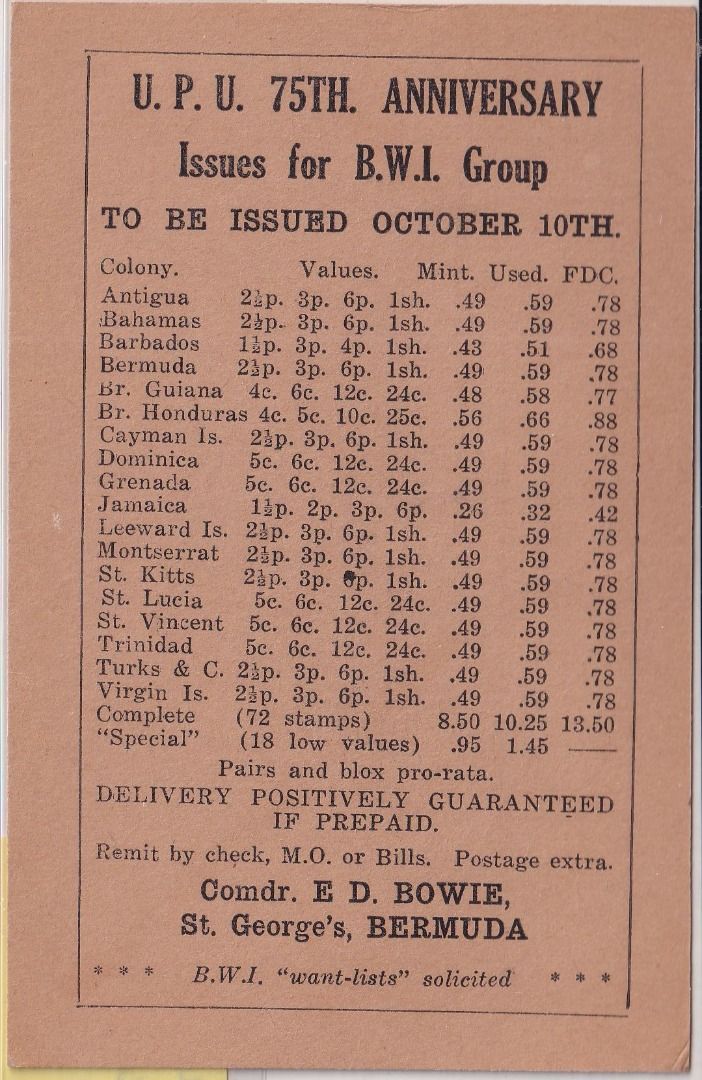 U. P. U. 75TH. ANNIVERSARY
Issues for B.W.I. Group
TO BE ISSUED OCTOBER 10TH.
Colony. Values. Mint. Used. FDC.
Antigua 2½p. 3p. 6p. 1sh. .49 .59 .78
Bahamas 2½p. 3p. 6p. 1sh. .49 .59 .78
Barbados 1½p. 3p. 4p. 1sh. .43 .51 .68
Bermuda 2½p. 3p. 6p. 1sh. .49 .59 .78
Br. Guiana 4c. 6c. 12c. 24c. .48 .58 .77
Br. Honduras 4c. 5c. 10c. 25c. .56 .66 .88
Cayman Is. 2½p. 3p. 6p. 1sh. .49 .59 .78
Dominica 5c. 6c. 12c. 24c. .49 .59 .78
Grenada 5c. 6c. 12c. 24c. .49 .59 .78
Jamaica 1½p. 2p. 3p. 6p. .26 .32 .42
Leeward Is. 2½p. 3p. 6p. 1sh. .49 .59 .78
Montserrat 2½p. 3p. 6p. 1sh. .49 .59 .78
St. Kitts 2½p. 3p. 6p. 1sh. .49 .59 .78
St. Lucia 5c. 6c. 12c. 24c. .49 .59 .78
St. Vincent 5c. 6c. 12c. 24c. .49 .59 .78
Trinidad 5c. 6c. 12c. 24c. .49 .59 .78
Turks & C. 2½p. 3p. 6p. 1sh. .49 .59 .78
Virgin Is. 2½p. 3p. 6p. 1sh. .49 .59 .78
Complete (72 stamps) 8.50 10.25 13.50
"Special" (18 low values) .95 1.45 ——
Pairs and blox pro-rata.
DELIVERY POSITIVELY GUARANTEED
IF PREPAID.
Remit by check, M.O. or Bills. Postage extra.
Comdr. E D. BOWIE,
St. George's, BERMUDA
* * * B.W.I. "want-lists" solicited * * *